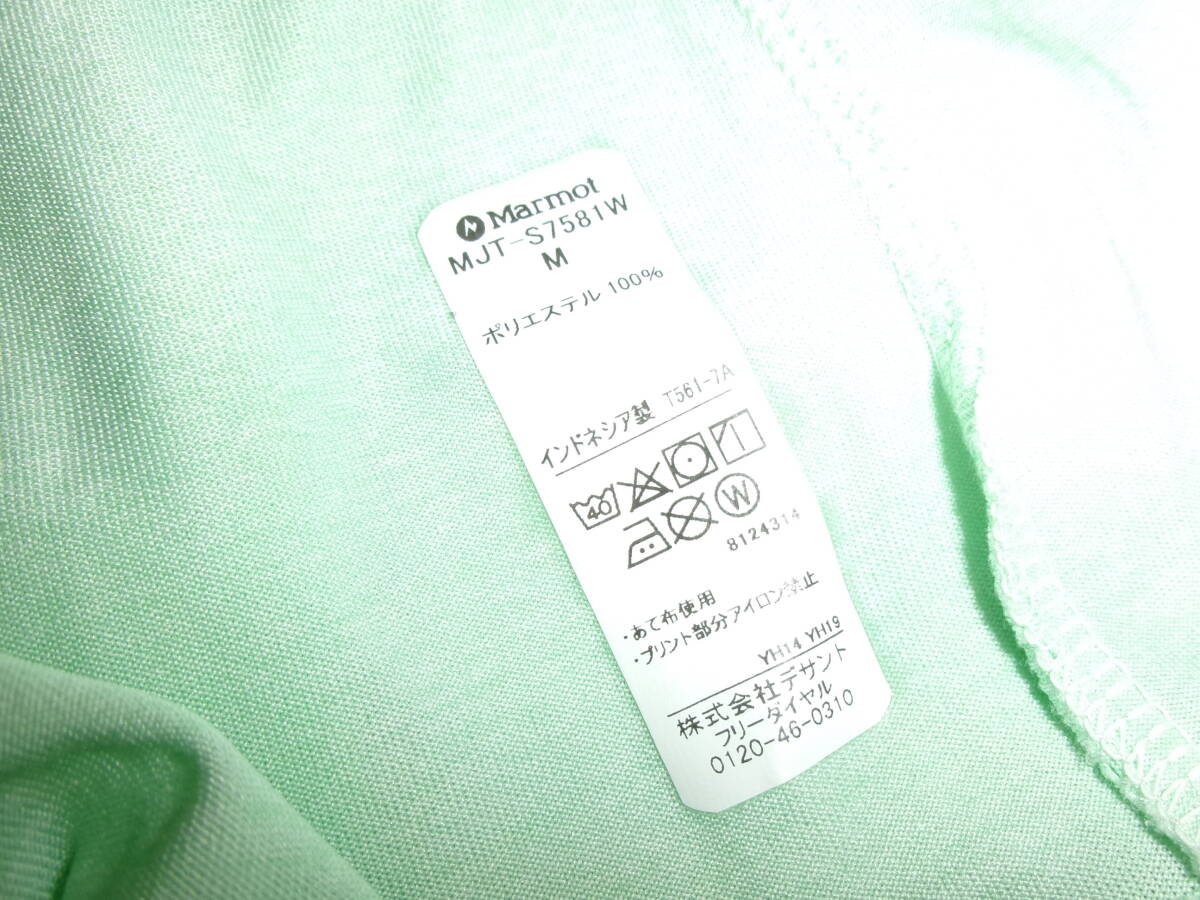 Marmot
MJT-S7581W
M
ポリエステル 100%
インドネシア製 T561-7A
40
W
8124314
・あて布使用
・プリント部分アイロン禁止
YH14 YH19
株式会社デサント
フリーダイヤル
0120-46-0310